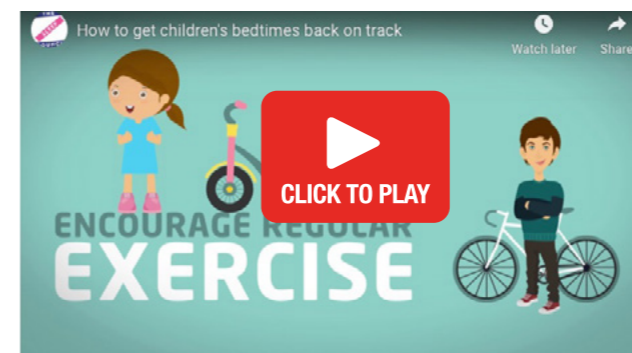 How to get children's bedtimes back on track
Watch later
Share
CLICK TO PLAY
ENCOURAGE REGULAR
EXERCISE